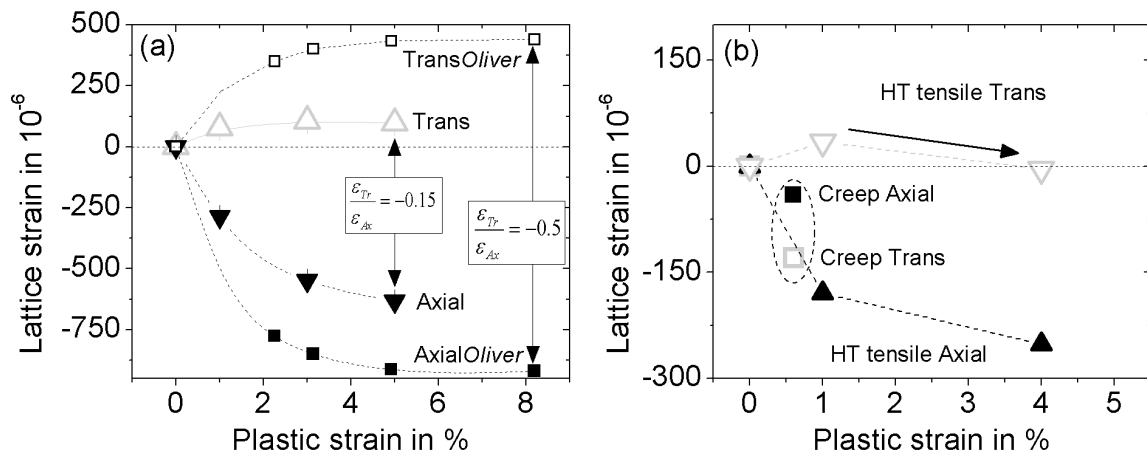 (a)
Lattice strain in 10⁻⁶
500
250
0
-250
-500
-750
TransOliver
Trans
ε_Tr / ε_Ax = -0.15
ε_Tr / ε_Ax = -0.5
Axial
AxialOliver
0 2 4 6 8
Plastic strain in %
(b)
Lattice strain in 10⁻⁶
150
0
-150
-300
HT tensile Trans
Creep Axial
Creep Trans
HT tensile Axial
0 1 2 3 4 5
Plastic strain in %